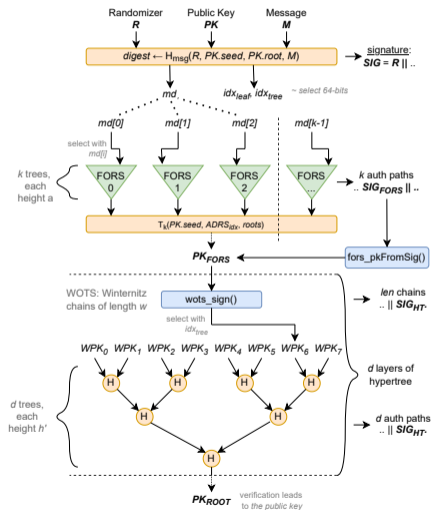 Randomizer
R
Public Key
PK
Message
M
digest ← Hmsg(R, PK.seed, PK.root, M)
signature:
SIG = R || ..
md
idxleaf, idxtree
~ select 64-bits
md[0]
md[1]
md[2]
md[k-1]
select with
md[i]
k trees,
each
height a
FORS
0
FORS
1
FORS
2
FORS
...
k auth paths
.. SIGFORS || ..
Tk(PK.seed, ADRSidx, roots)
PKFORS
fors_pkFromSig()
WOTS: Winternitz
chains of length w
wots_sign()
len chains
.. || SIGHT.
select with
idxtree
WPK0 WPK1 WPK2 WPK3 WPK4 WPK5 WPK6 WPK7
d layers of
hypertree
H
H
H
H
d trees,
each
height h'
H
H
d auth paths
.. || SIGHT.
H
PKROOT
verification leads
to the public key